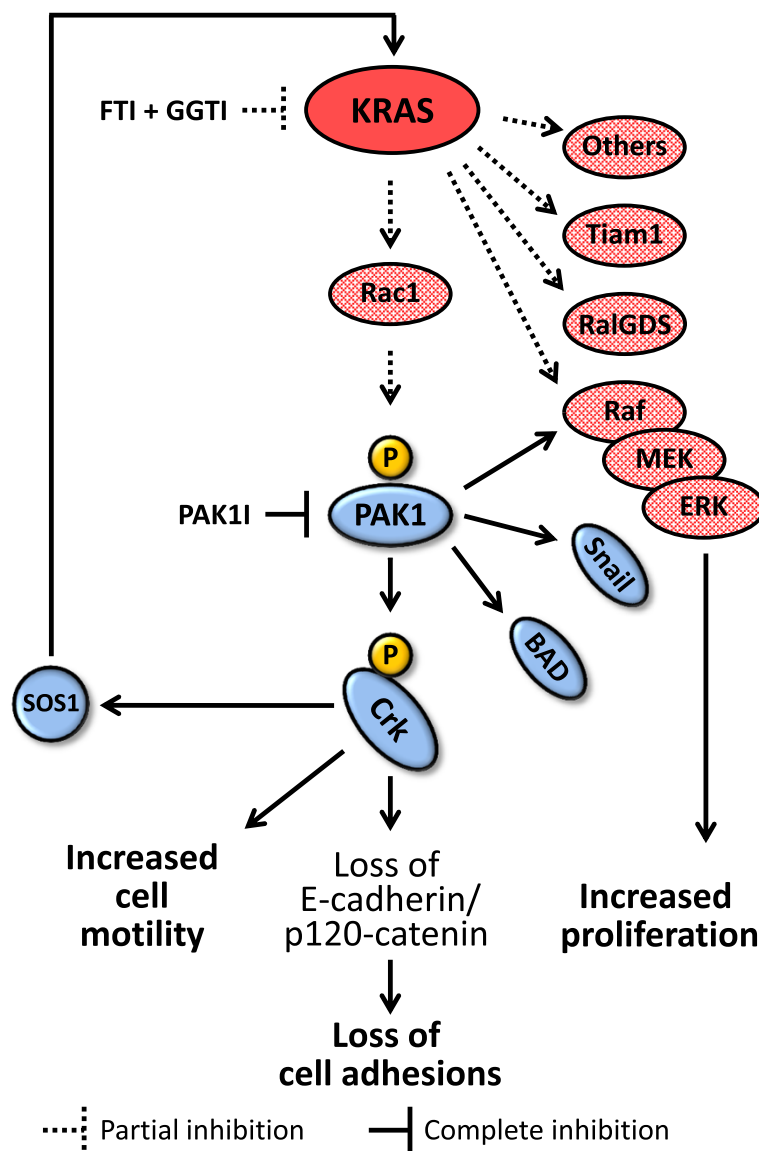 KRAS
FTI + GGTI
Others
Tiam1
Rac1
RalGDS
Raf
MEK
ERK
P
PAK1I
PAK1
Snail
BAD
P
Crk
SOS1
Increased
cell
motility
Loss of
E-cadherin/
p120-catenin
Increased
proliferation
Loss of
cell adhesions
Partial inhibition
Complete inhibition